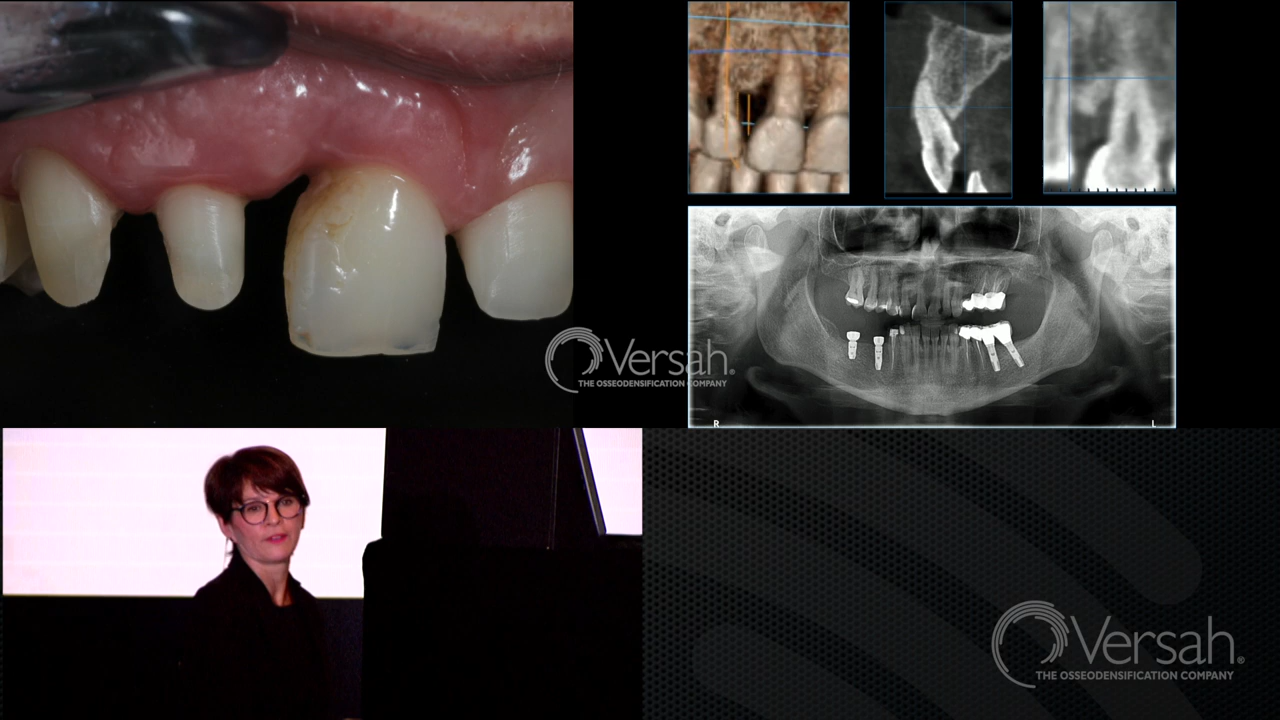 R
L
Versah®
THE OSSEODENSIFICATION COMPANY
Versah®
THE OSSEODENSIFICATION COMPANY